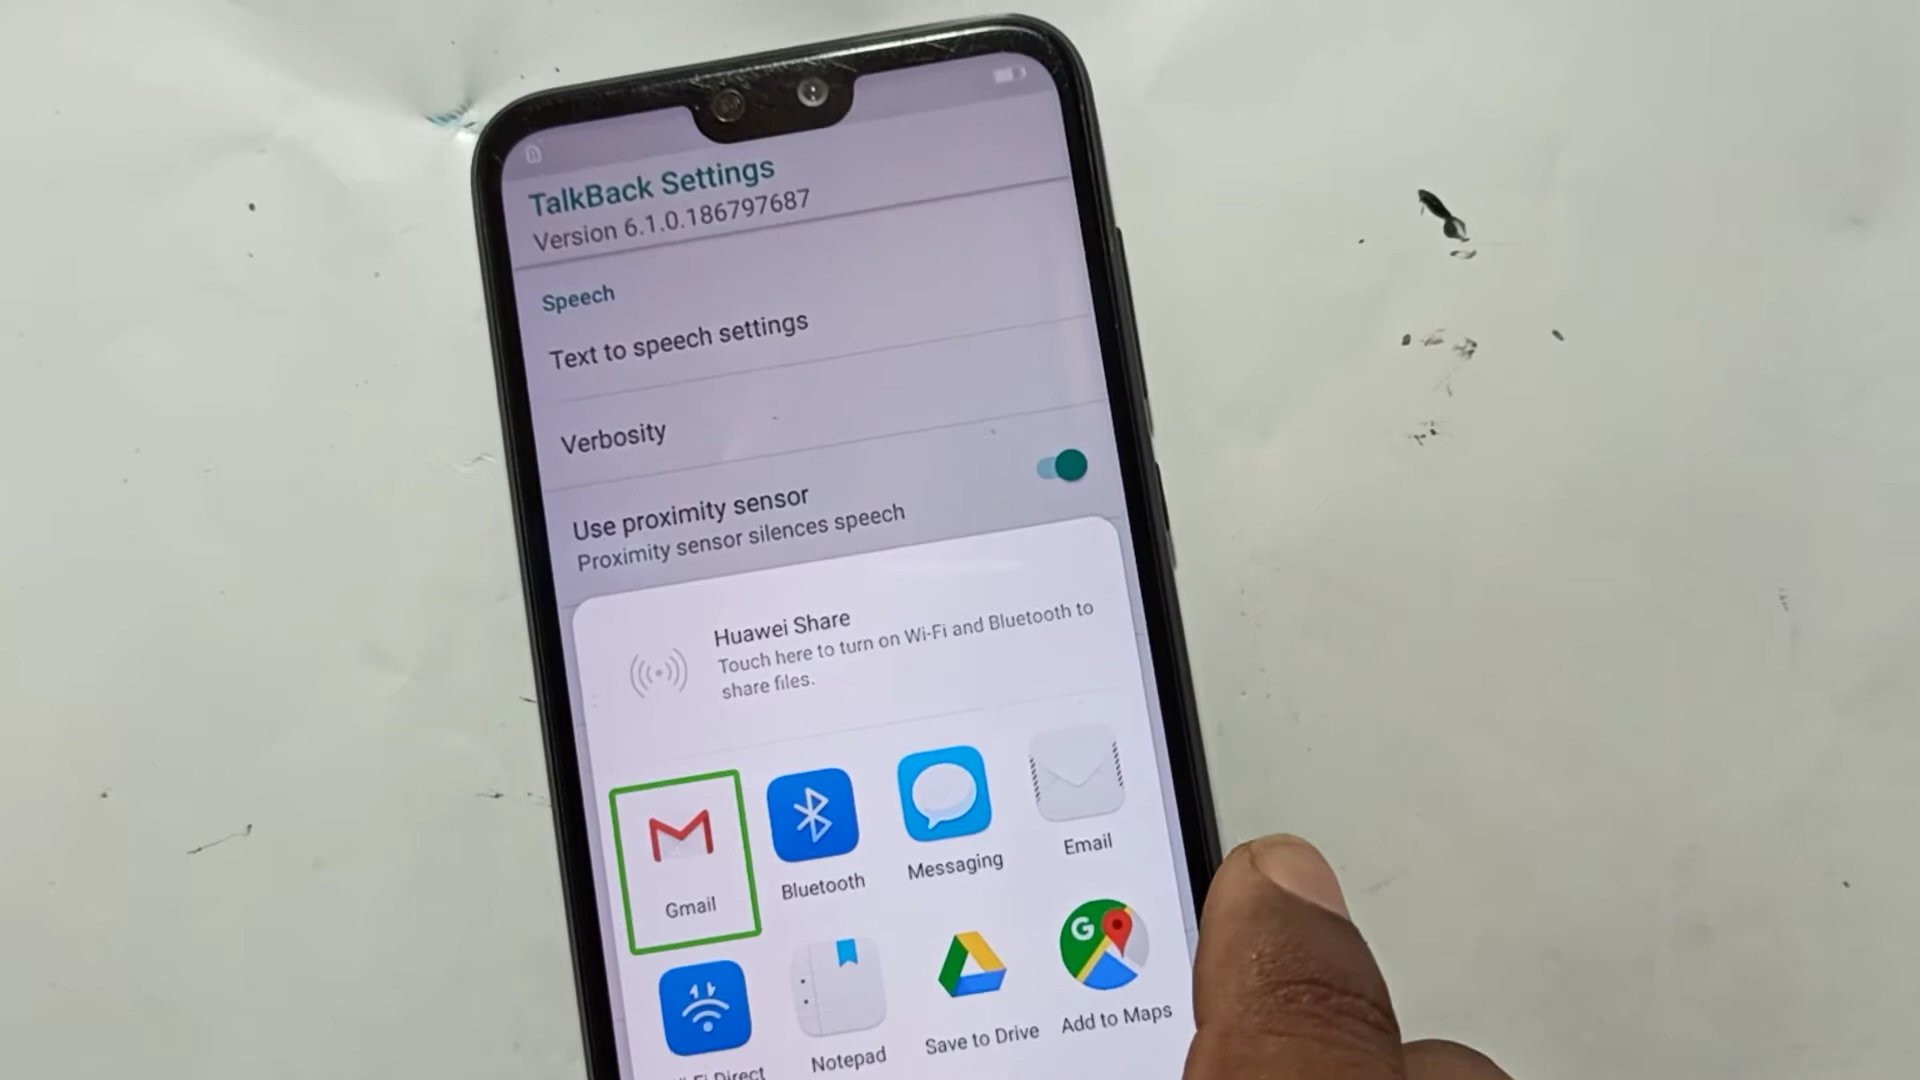 TalkBack Settings
Version 6.1.0.186797687
Speech
Text to speech settings
Verbosity
Use proximity sensor
Proximity sensor silences speech
Huawei Share
Touch here to turn on Wi-Fi and Bluetooth to
share files.
Gmail
Bluetooth
Messaging
Email
G
Direct
Notepad
Save to Drive
Add to Maps